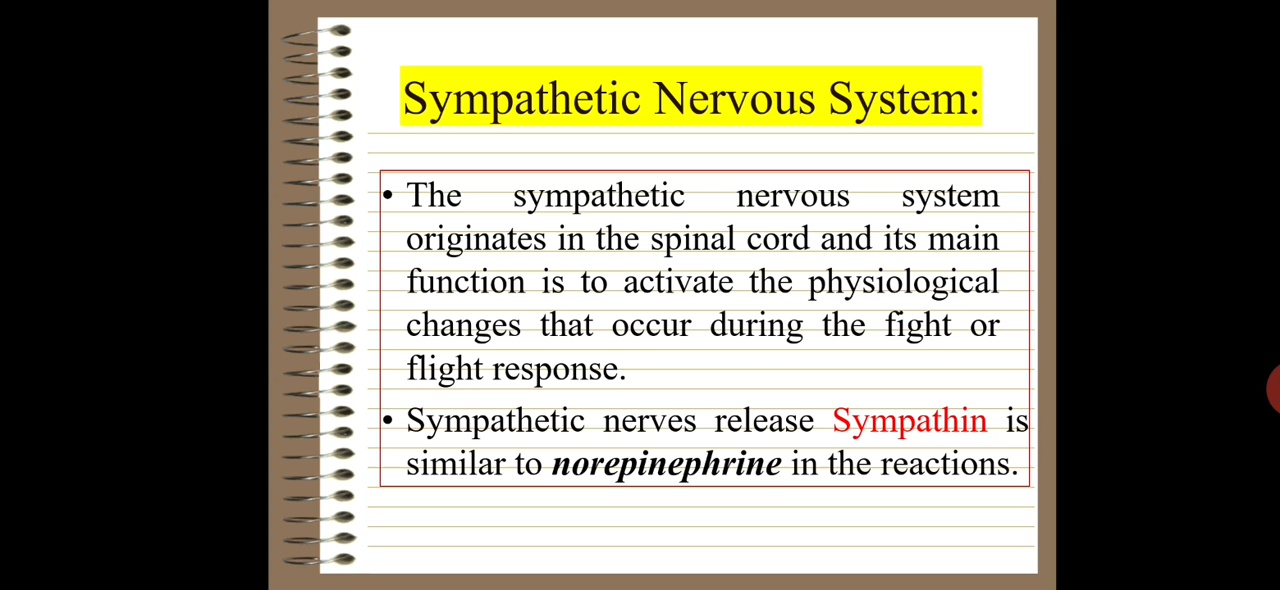 Sympathetic Nervous System:
• The sympathetic nervous system
originates in the spinal cord and its main
function is to activate the physiological
changes that occur during the fight or
flight response.
• Sympathetic nerves release Sympathin is
similar to norepinephrine in the reactions.